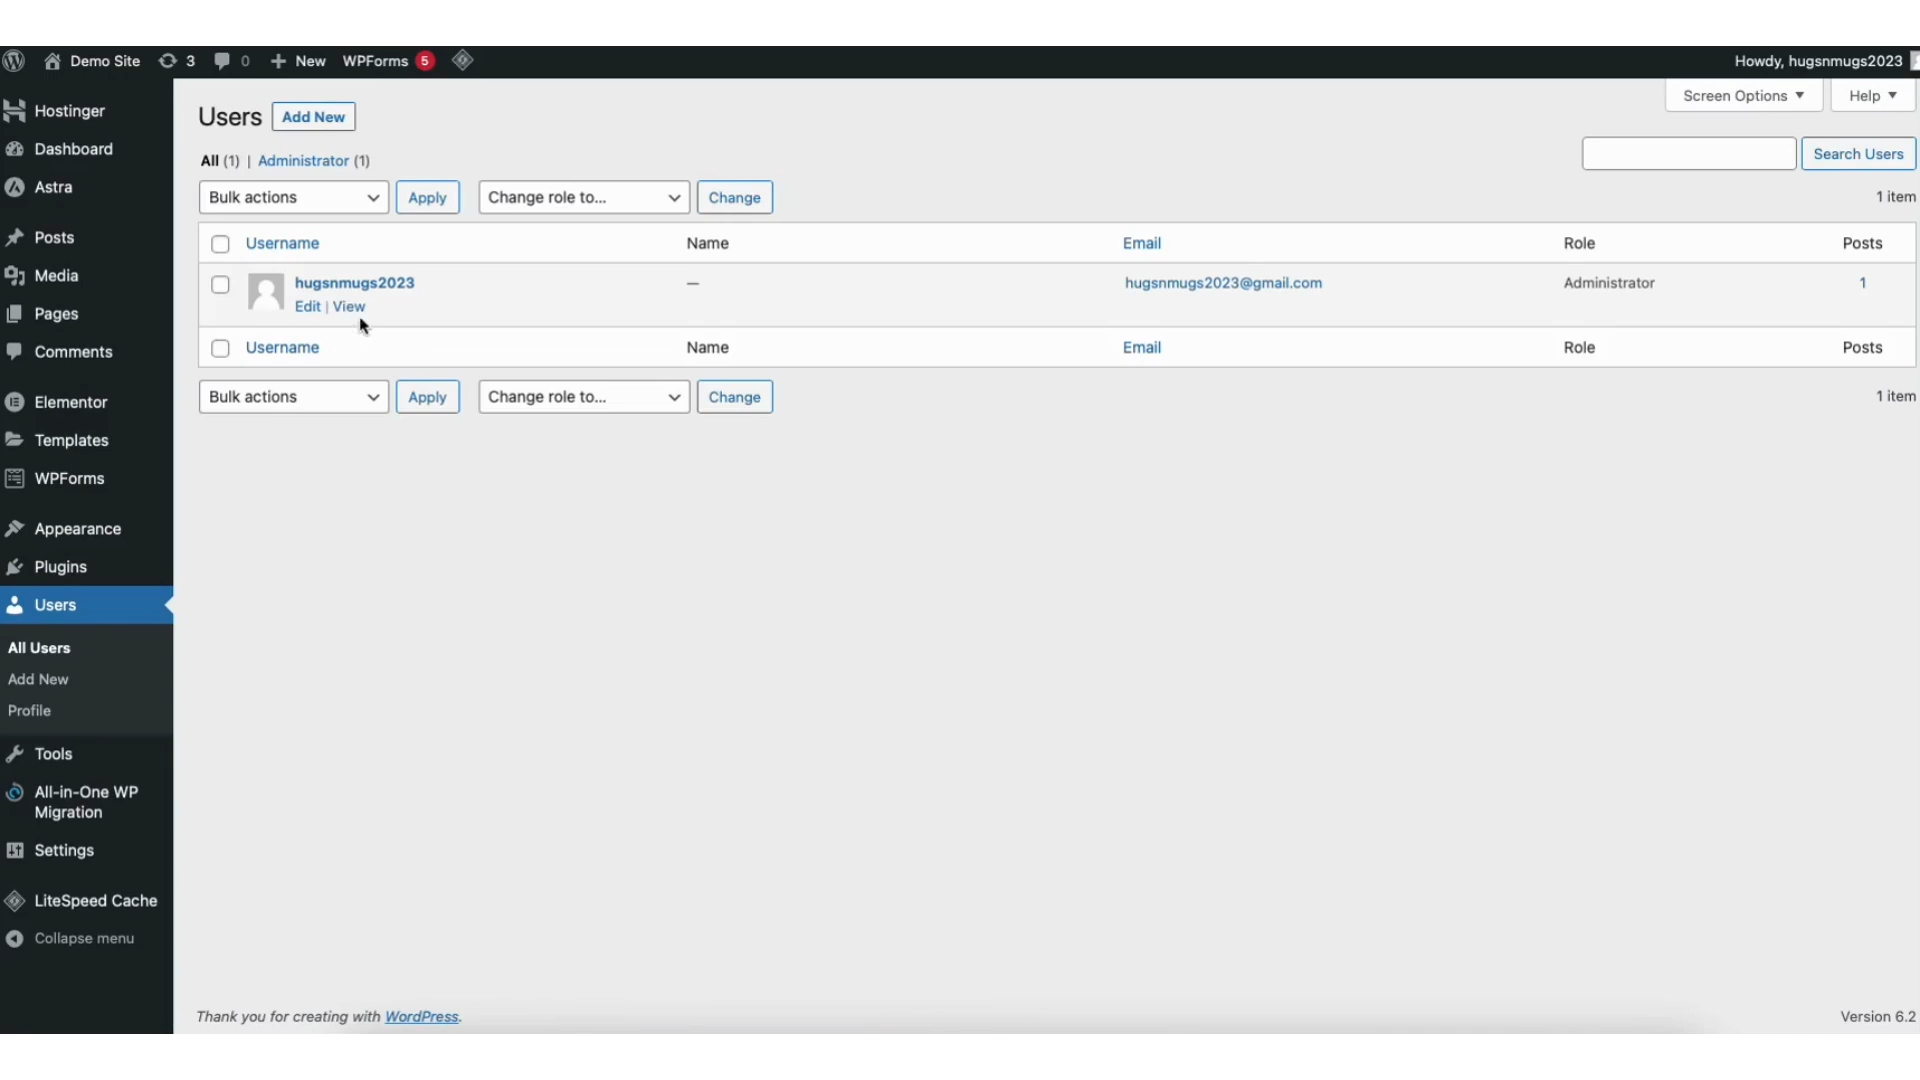 Demo Site 3 0 New WPForms 5 Howdy, hugsnmugs2023
Hostinger
Dashboard
Astra
Posts
Media
Pages
Comments
Elementor
Templates
WPForms
Appearance
Plugins
Users
All Users
Add New
Profile
Tools
All-in-One WP
Migration
Settings
LiteSpeed Cache
Collapse menu
Screen Options Help
Users Add New
All (1) | Administrator (1)
Search Users
Bulk actions Apply Change role to... Change 1 item
Username Name Email Role Posts
hugsnmugs2023 — hugsnmugs2023@gmail.com Administrator 1
Edit | View
Username Name Email Role Posts
Bulk actions Apply Change role to... Change 1 item
Thank you for creating with WordPress. Version 6.2